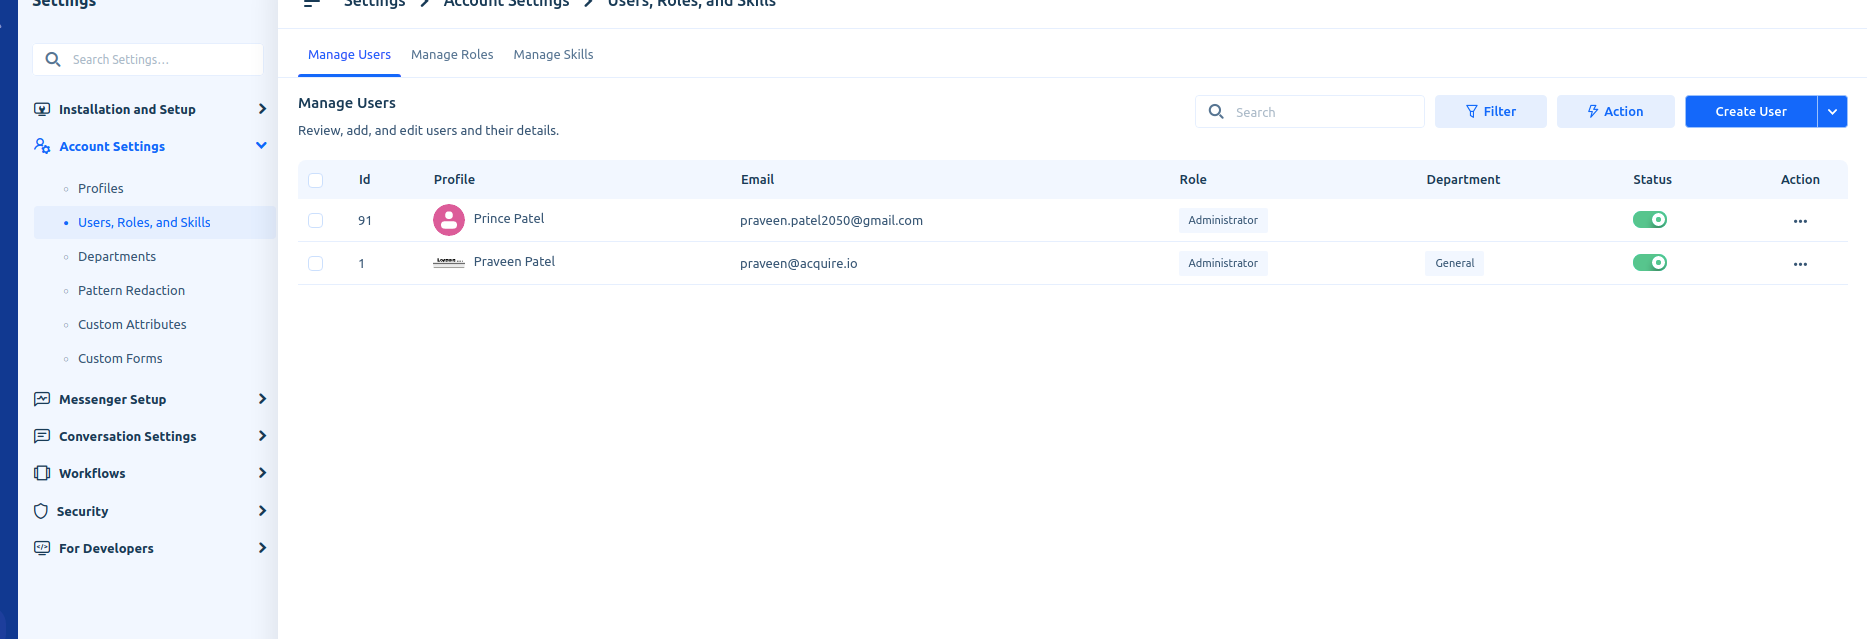 Settings
Settings > Account Settings > Users, Roles, and Skills
Search Settings...
Installation and Setup
Account Settings
Profiles
Users, Roles, and Skills
Departments
Pattern Redaction
Custom Attributes
Custom Forms
Messenger Setup
Conversation Settings
Workflows
Security
For Developers
Manage Users Manage Roles Manage Skills
Manage Users
Review, add, and edit users and their details.
Search
Filter
Action
Create User
Id Profile Email Role Department Status Action
91 Prince Patel praveen.patel2050@gmail.com Administrator
1 Praveen Patel praveen@acquire.io Administrator General